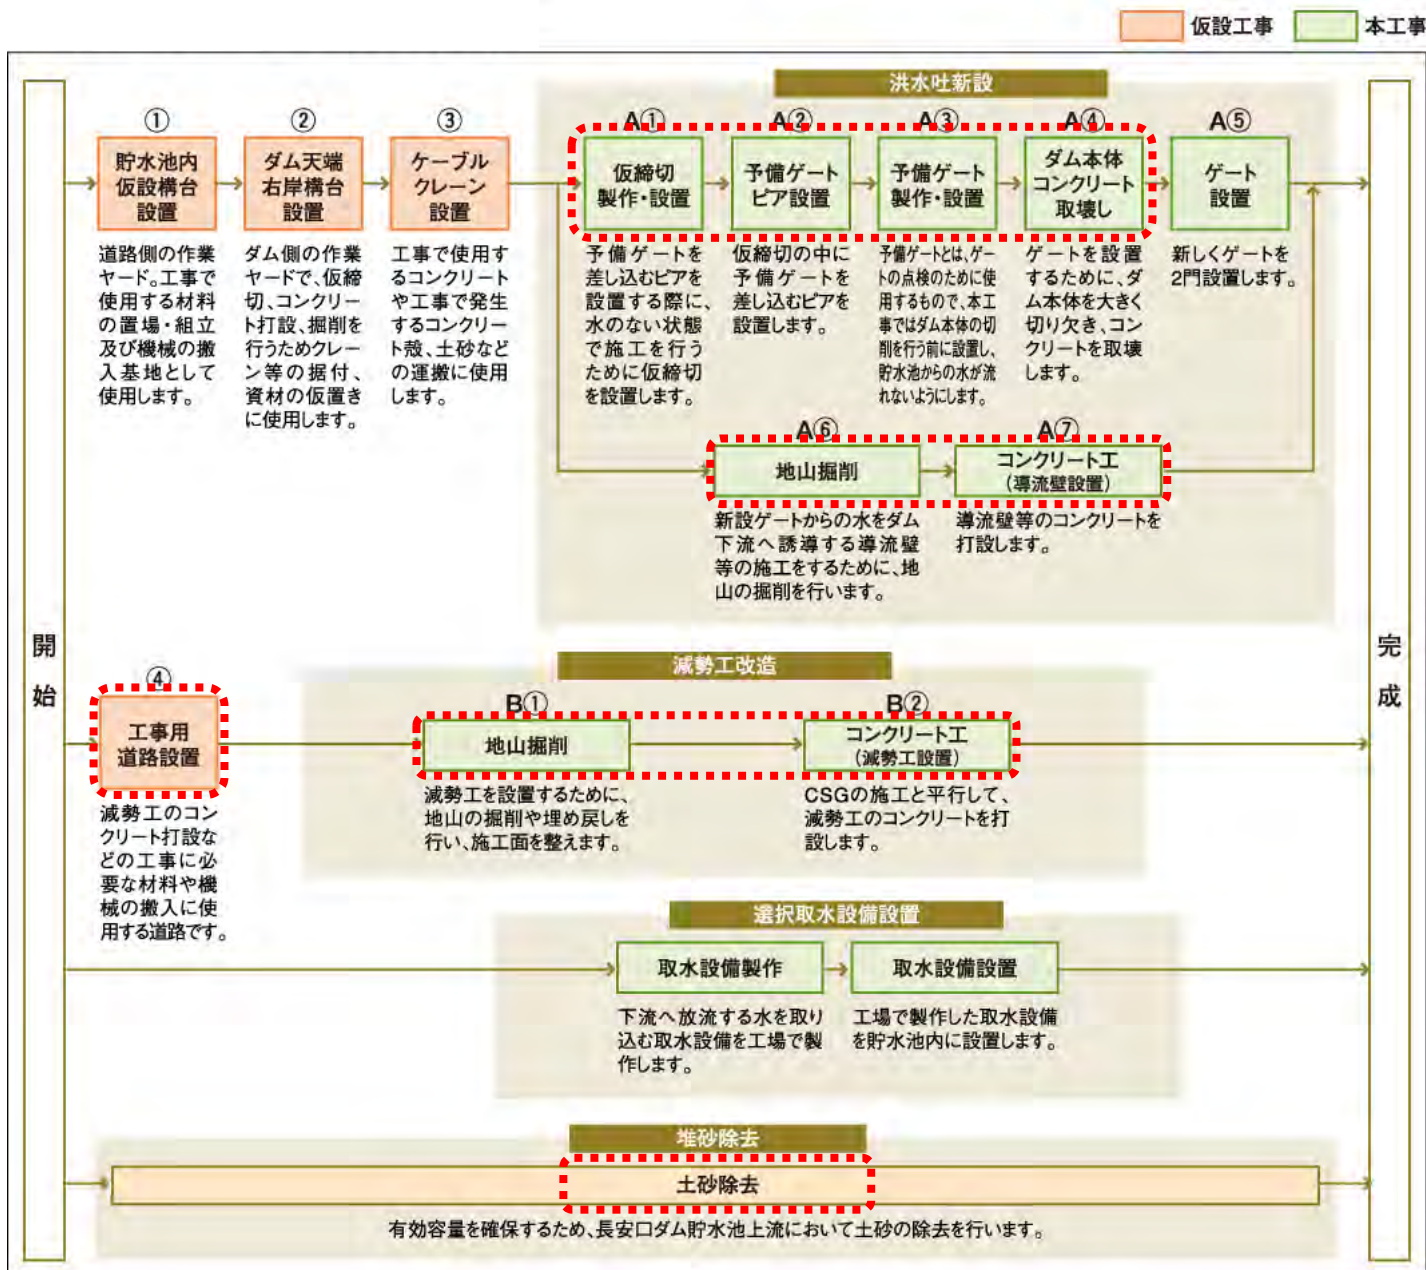 仮設工事
本工事
洪水吐新設
①
②
③
A①
A②
A③
A④
A⑤
貯水池内
仮設構台
設置
ダム天端
右岸構台
設置
ケーブル
クレーン
設置
仮締切
製作・設置
予備ゲート
ピア設置
予備ゲート
製作・設置
ダム本体
コンクリート
取壊し
ゲート
設置
道路側の作業
ヤード。工事で
使用する材料
の置場・組立
及び機械の搬
入基地として
使用します。
ダム側の作業
ヤードで、仮締
切、コンクリー
ト打設、掘削を
行うためクレー
ン等の据付、
資材の仮置き
に使用します。
工事で使用す
るコンクリート
や工事で発生
するコンクリー
ト殻、土砂など
の運搬に使用
します。
予備ゲートを
差し込むピアを
設置する際に、
水のない状態
で施工を行う
ために仮締切
を設置します。
仮締切の中に
予備ゲートを
差し込むピアを
設置します。
予備ゲートとは、ゲー
トの点検のために使
用するもので、本工
事ではダム本体の切
削を行う前に設置し、
貯水池からの水が流
れないようにします。
ゲートを設置
するために、ダ
ム本体を大きく
切り欠き、コン
クリートを取壊
します。
新しくゲートを
2門設置します。
A⑥
A⑦
地山掘削
コンクリート工
(導流壁設置)
新設ゲートからの水をダム
下流へ誘導する導流壁
等の施工をするために、地
山の掘削を行います。
導流壁等のコンクリートを
打設します。
開始
完成
減勢工改造
④
B①
B②
工事用
道路設置
地山掘削
コンクリート工
(減勢工設置)
減勢工のコン
クリート打設な
どの工事に必
要な材料や機
械の搬入に使
用する道路です。
減勢工を設置するために、
地山の掘削や埋め戻しを
行い、施工面を整えます。
CSGの施工と平行して、
減勢工のコンクリートを打
設します。
選択取水設備設置
取水設備製作
取水設備設置
下流へ放流する水を取り
込む取水設備を工場で製
作します。
工場で製作した取水設備
を貯水池内に設置します。
堆砂除去
土砂除去
有効容量を確保するため、長安口ダム貯水池上流において土砂の除去を行います。